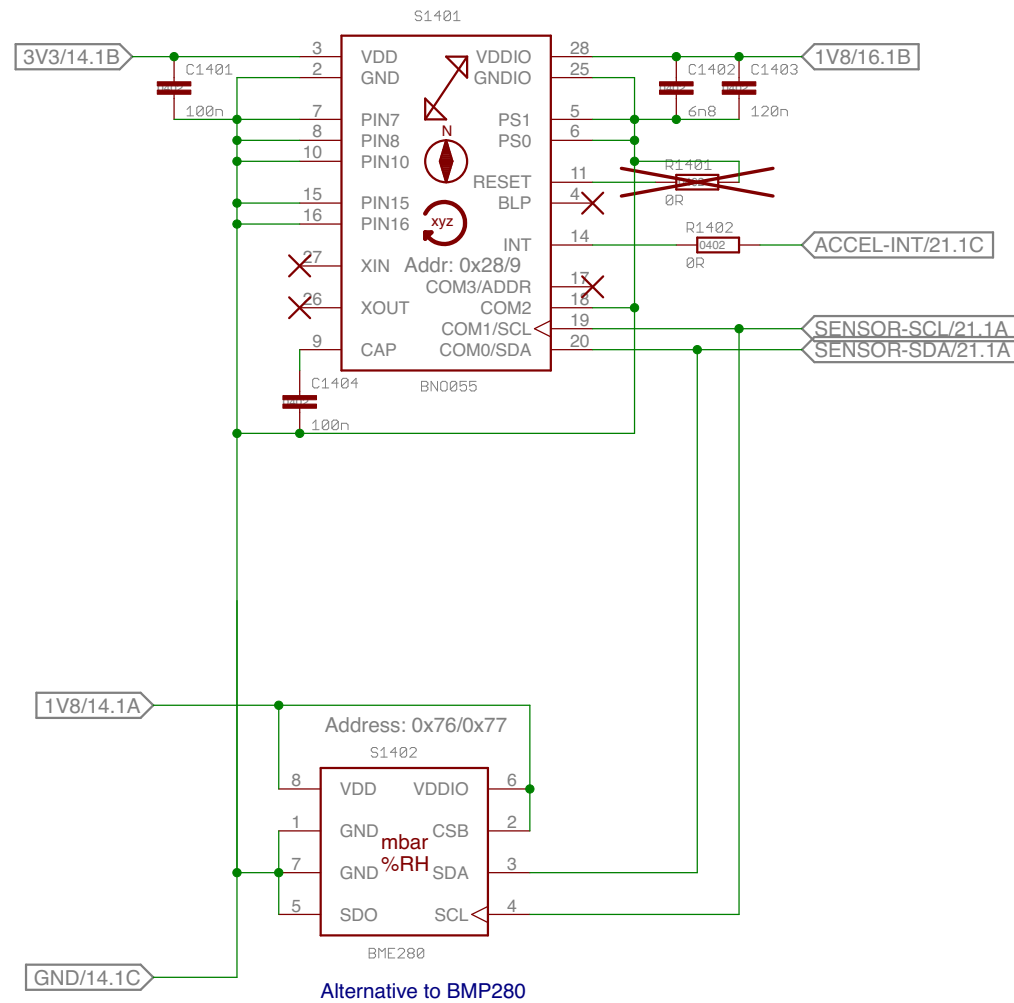 S1401
3V3/14.1B
3 VDD VDDIO 28
1V8/16.1B
2 GND GNDIO 25
C1401
0402
100n
C1402
0402
6n8
C1403
0402
120n
7 PIN7 PS1 5
8 PIN8 PS0 6
N
10 PIN10
R1401
0R
RESET 11
15 PIN15 BLP 4
16 PIN16
xyz
INT 14
R1402
0402
0R
ACCEL-INT/21.1C
27 XIN
Addr: 0x28/9
COM3/ADDR 17
26 XOUT COM2 18
COM1/SCL 19
SENSOR-SCL/21.1A
9 CAP COM0/SDA 20
SENSOR-SDA/21.1A
C1404
0402
100n
BNO055
1V8/14.1A
Address: 0x76/0x77
S1402
8 VDD VDDIO 6
1 GND CSB 2
mbar
%RH
7 GND SDA 3
5 SDO SCL 4
BME280
GND/14.1C
Alternative to BMP280